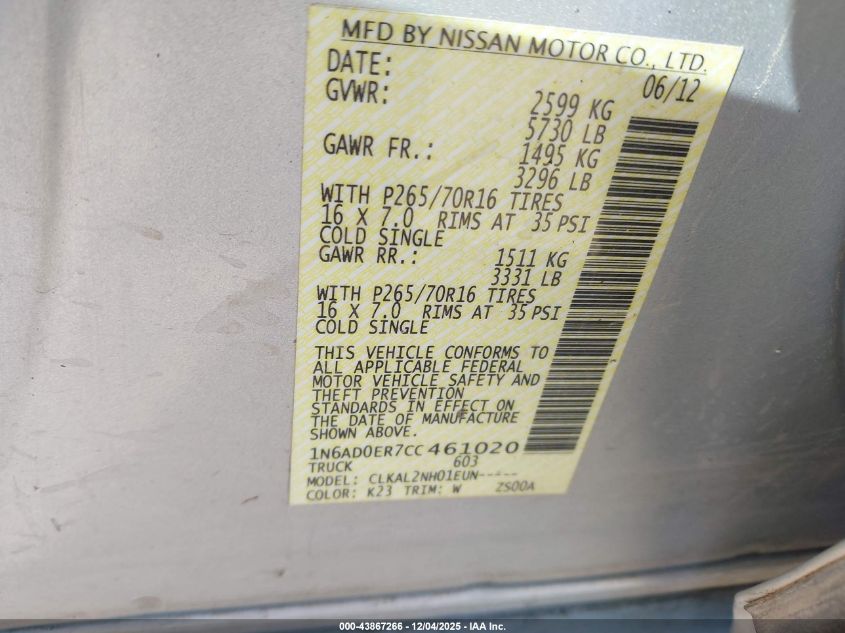 MFD BY NISSAN MOTOR CO., LTD.
DATE: 06/12
GVWR: 2599 KG
5730 LB
GAWR FR.: 1495 KG
3296 LB
WITH P265/70R16 TIRES
16 X 7.0 RIMS AT 35 PSI
COLD SINGLE
GAWR RR.: 1511 KG
3331 LB
WITH P265/70R16 TIRES
16 X 7.0 RIMS AT 35 PSI
COLD SINGLE
THIS VEHICLE CONFORMS TO
ALL APPLICABLE FEDERAL
MOTOR VEHICLE SAFETY AND
THEFT PREVENTION
STANDARDS IN EFFECT ON
THE DATE OF MANUFACTURE
SHOWN ABOVE.
1N6AD0ER7CC461020
TRUCK 603
MODEL: CLKAL2NH01EUN-----
COLOR: K23 TRIM: W ZS00A
000-43867266 - 12/04/2025 - IAA Inc.